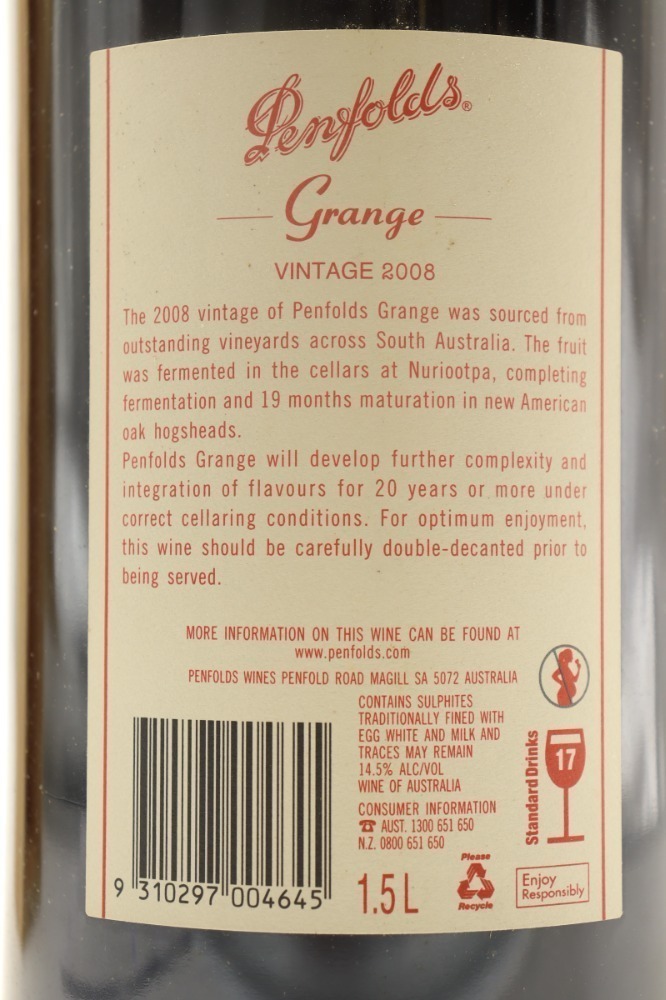 Penfolds®
Grange
VINTAGE 2008
The 2008 vintage of Penfolds Grange was sourced from
outstanding vineyards across South Australia. The fruit
was fermented in the cellars at Nuriootpa, completing
fermentation and 19 months maturation in new American
oak hogsheads.
Penfolds Grange will develop further complexity and
integration of flavours for 20 years or more under
correct cellaring conditions. For optimum enjoyment,
this wine should be carefully double-decanted prior to
being served.
MORE INFORMATION ON THIS WINE CAN BE FOUND AT
www.penfolds.com
PENFOLDS WINES PENFOLD ROAD MAGILL SA 5072 AUSTRALIA
CONTAINS SULPHITES
TRADITIONALLY FINED WITH
EGG WHITE AND MILK AND
TRACES MAY REMAIN
14.5% ALC/VOL
WINE OF AUSTRALIA
CONSUMER INFORMATION
☎ AUST. 1300 651 650
N.Z. 0800 651 650
Standard Drinks
17
9 310297 004645
1.5 L
Please
Recycle
Enjoy
Responsibly